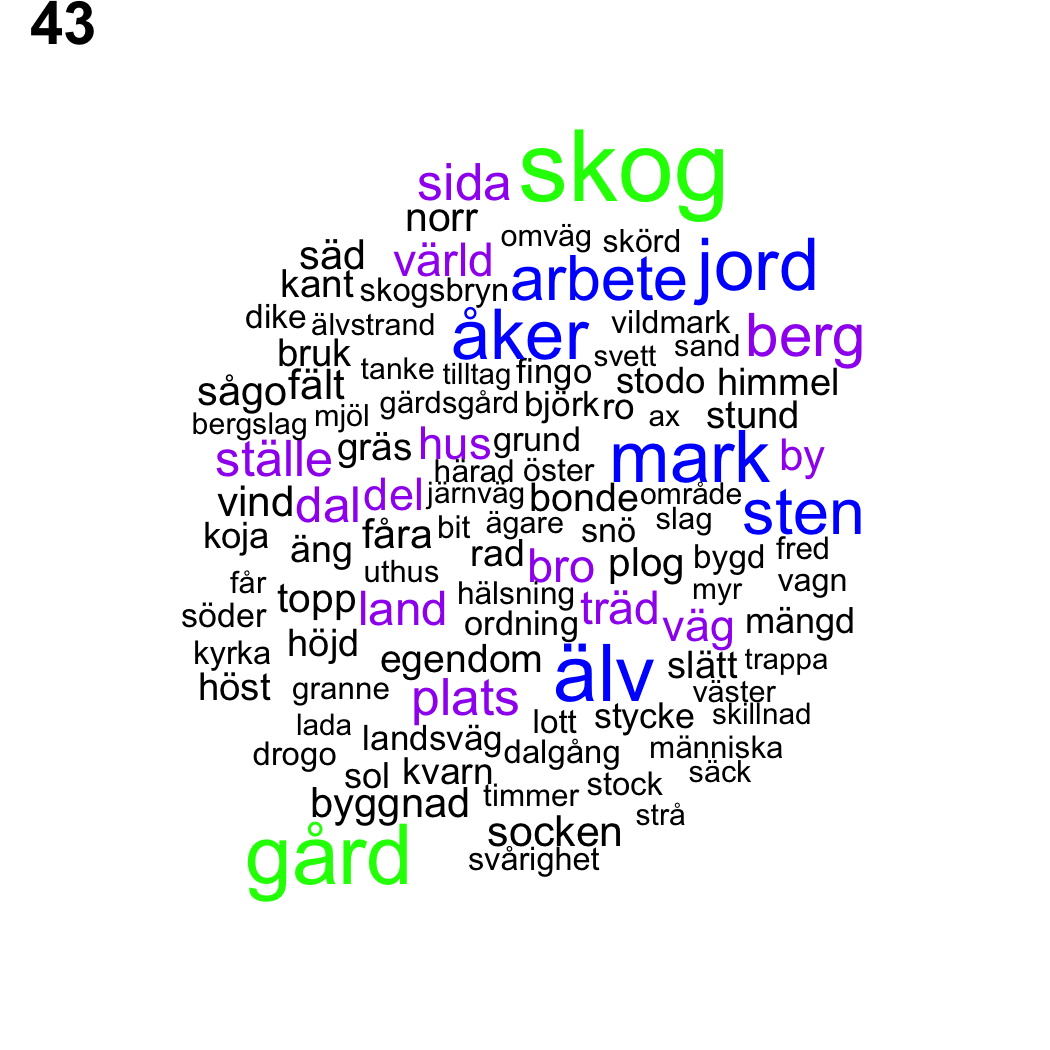 43
sida skog
norr
omväg skörd
säd värld arbete jord
kant skogsbryn
dike älvstrand åker vildmark berg
bruk tanke tilltag fingo svett sand
sågo fält stodo himmel
bergslag mjöl gärdsgård björk ro ax stund
ställe gräs hus grund mark by
härad öster
vind dal del järnväg bonde område sten
koja äng fåra bit ägare snö slag
rad bro plog bygd fred
får uthus hälsning myr vagn
söder topp land ordning träd väg mängd
kyrka höjd egendom älv slätt trappa
höst granne plats väster
lada landsväg lott stycke skillnad
drogo dalgång människa
sol kvarn stock säck
byggnad timmer strå
gård socken
svårighet